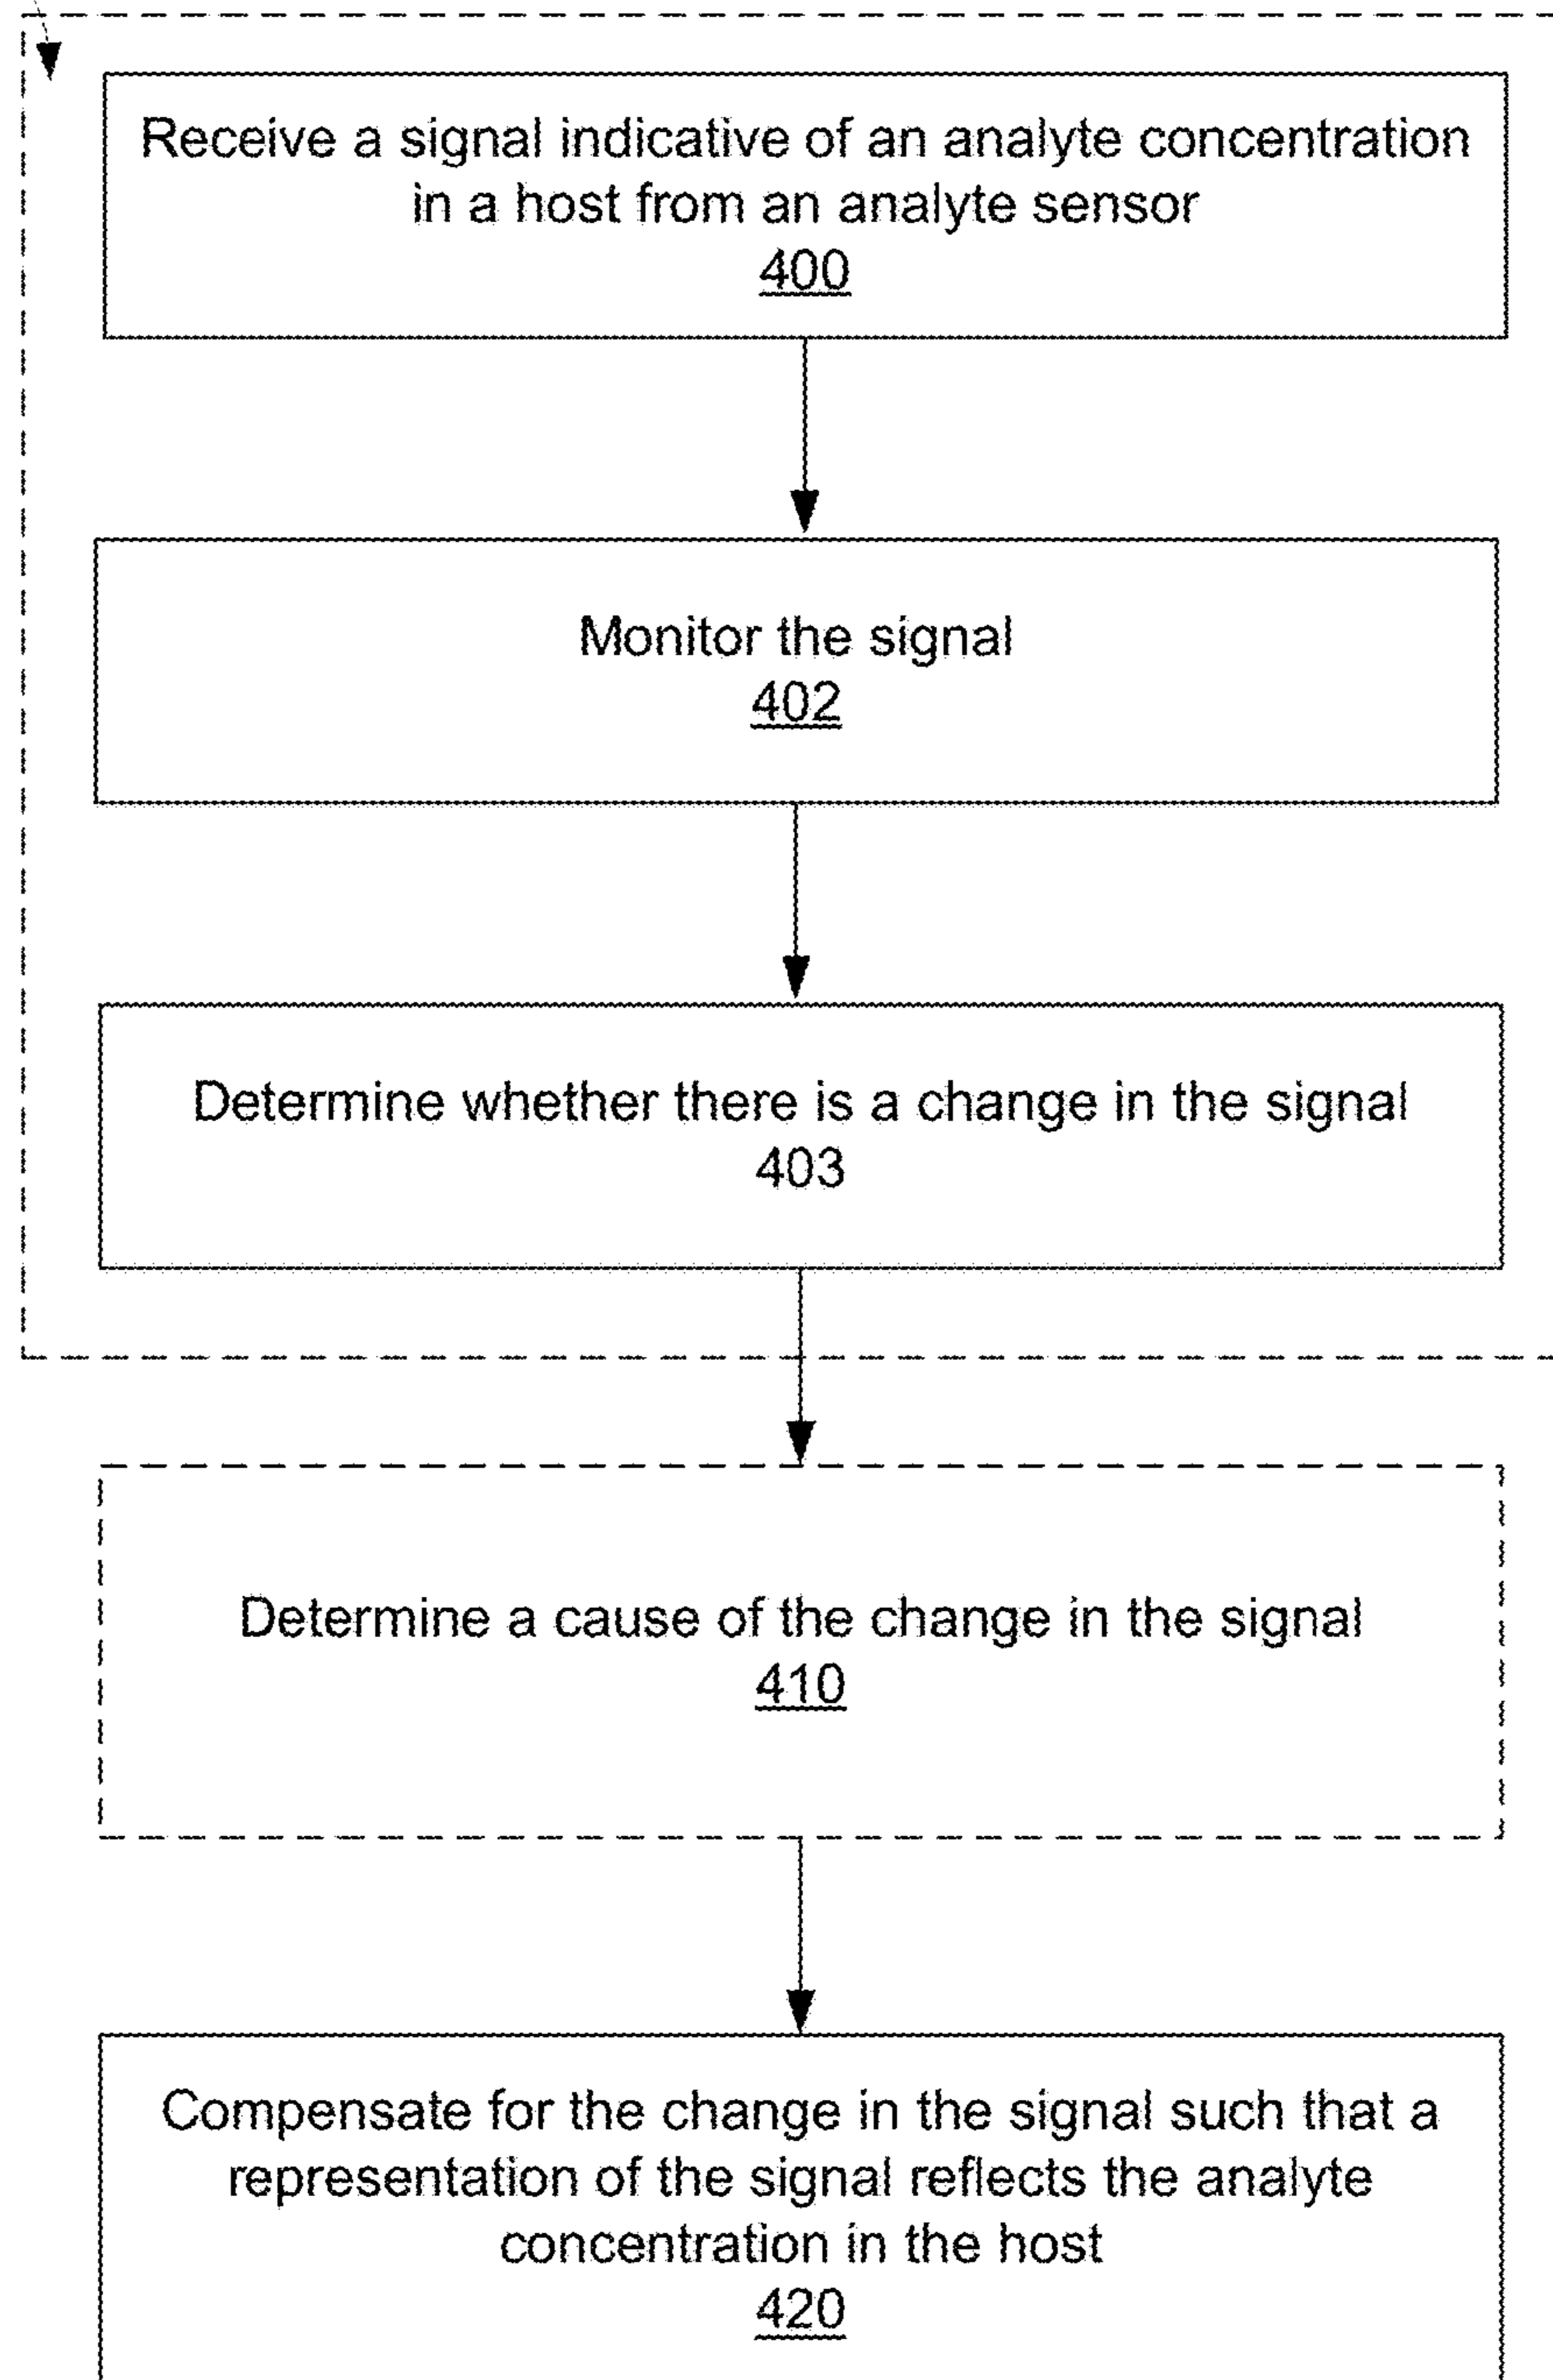 Receive a signal indicative of an analyte concentration
in a host from an analyte sensor
400
Monitor the signal
402
Determine whether there is a change in the signal
403
Determine a cause of the change in the signal
410
Compensate for the change in the signal such that a
representation of the signal reflects the analyte
concentration in the host
420